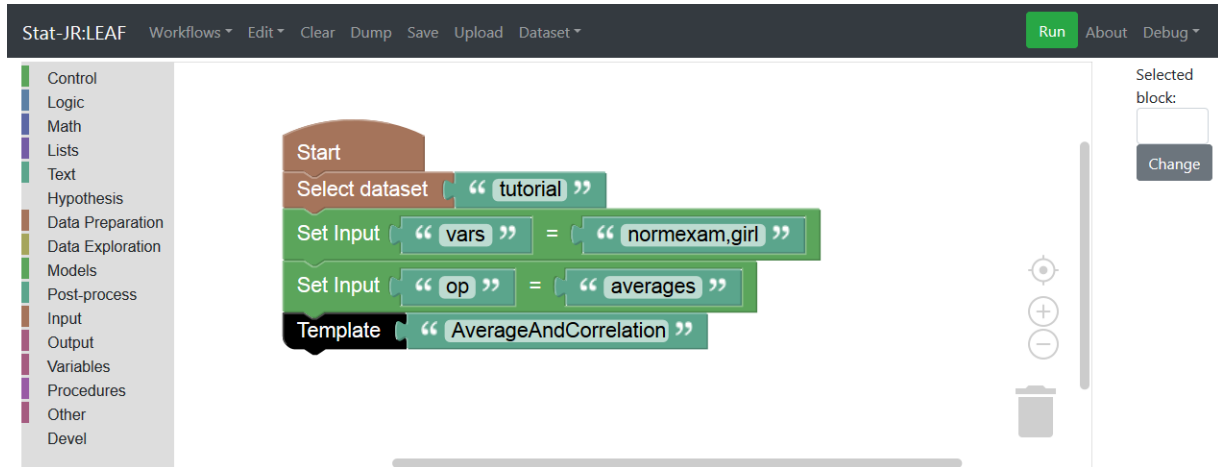 Stat-JR:LEAF Workflows Edit Clear Dump Save Upload Dataset Run About Debug
Control
Logic
Math
Lists
Text
Hypothesis
Data Preparation
Data Exploration
Models
Post-process
Input
Output
Variables
Procedures
Other
Devel
Start
Select dataset “ tutorial ”
Set Input “ vars ” = “ normexam,girl ”
Set Input “ op ” = “ averages ”
Template “ AverageAndCorrelation ”
Selected
block:
Change